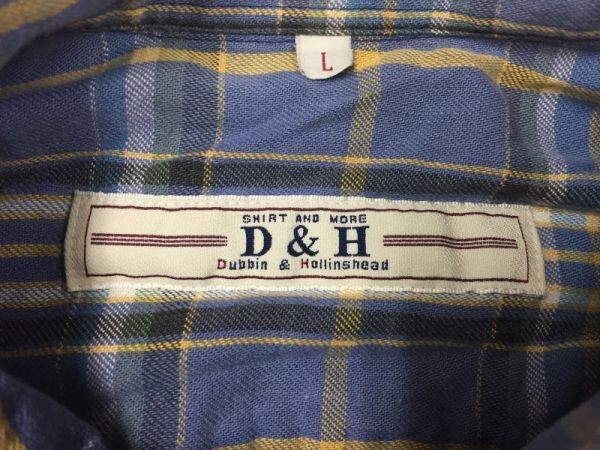 L
SHIRT AND MORE
D & H
Dubbin & Hollinshead